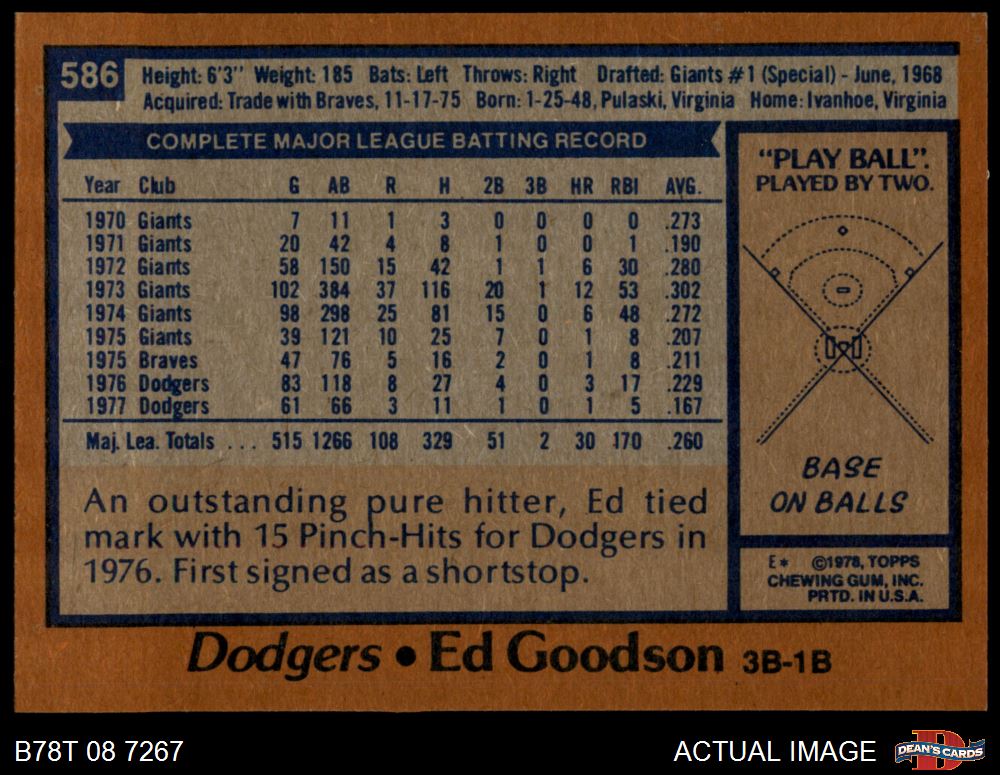 586
Height: 6'3" Weight: 185 Bats: Left Throws: Right Drafted: Giants #1 (Special) - June, 1968
Acquired: Trade with Braves, 11-17-75 Born: 1-25-48, Pulaski, Virginia Home: Ivanhoe, Virginia
COMPLETE MAJOR LEAGUE BATTING RECORD
Year Club G AB R H 2B 3B HR RBI AVG.
1970 Giants 7 11 1 3 0 0 0 0 .273
1971 Giants 20 42 4 8 1 0 0 1 .190
1972 Giants 58 150 15 42 1 1 6 30 .280
1973 Giants 102 384 37 116 20 1 12 53 .302
1974 Giants 98 298 25 81 15 0 6 48 .272
1975 Giants 39 121 10 25 7 0 1 8 .207
1975 Braves 47 76 5 16 2 0 1 8 .211
1976 Dodgers 83 118 8 27 4 0 3 17 .229
1977 Dodgers 61 66 3 11 1 0 1 5 .167
Maj. Lea. Totals ... 515 1266 108 329 51 2 30 170 .260
An outstanding pure hitter, Ed tied
mark with 15 Pinch-Hits for Dodgers in
1976. First signed as a shortstop.
"PLAY BALL".
PLAYED BY TWO.
BASE
ON BALLS
E* ©1978, TOPPS
CHEWING GUM, INC.
PRTD. IN U.S.A.
Dodgers • Ed Goodson 3B-1B
B78T 08 7267
ACTUAL IMAGE
D
DEAN'S CARDS